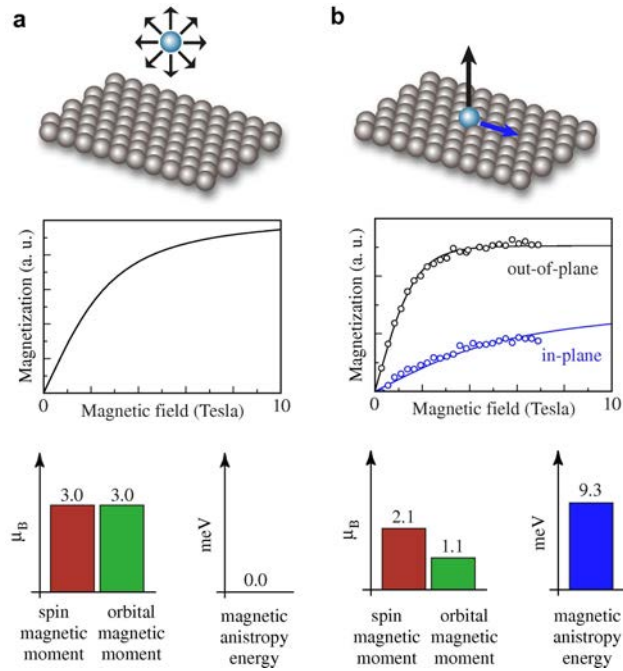 a
b
Magnetization (a. u.)
0
10
Magnetic field (Tesla)
Magnetization (a. u.)
out-of-plane
in-plane
0
10
Magnetic field (Tesla)
μB
3.0
3.0
spin
magnetic
moment
orbital
magnetic
moment
meV
0.0
magnetic
anistropy
energy
μB
2.1
1.1
spin
magnetic
moment
orbital
magnetic
moment
meV
9.3
magnetic
anistropy
energy